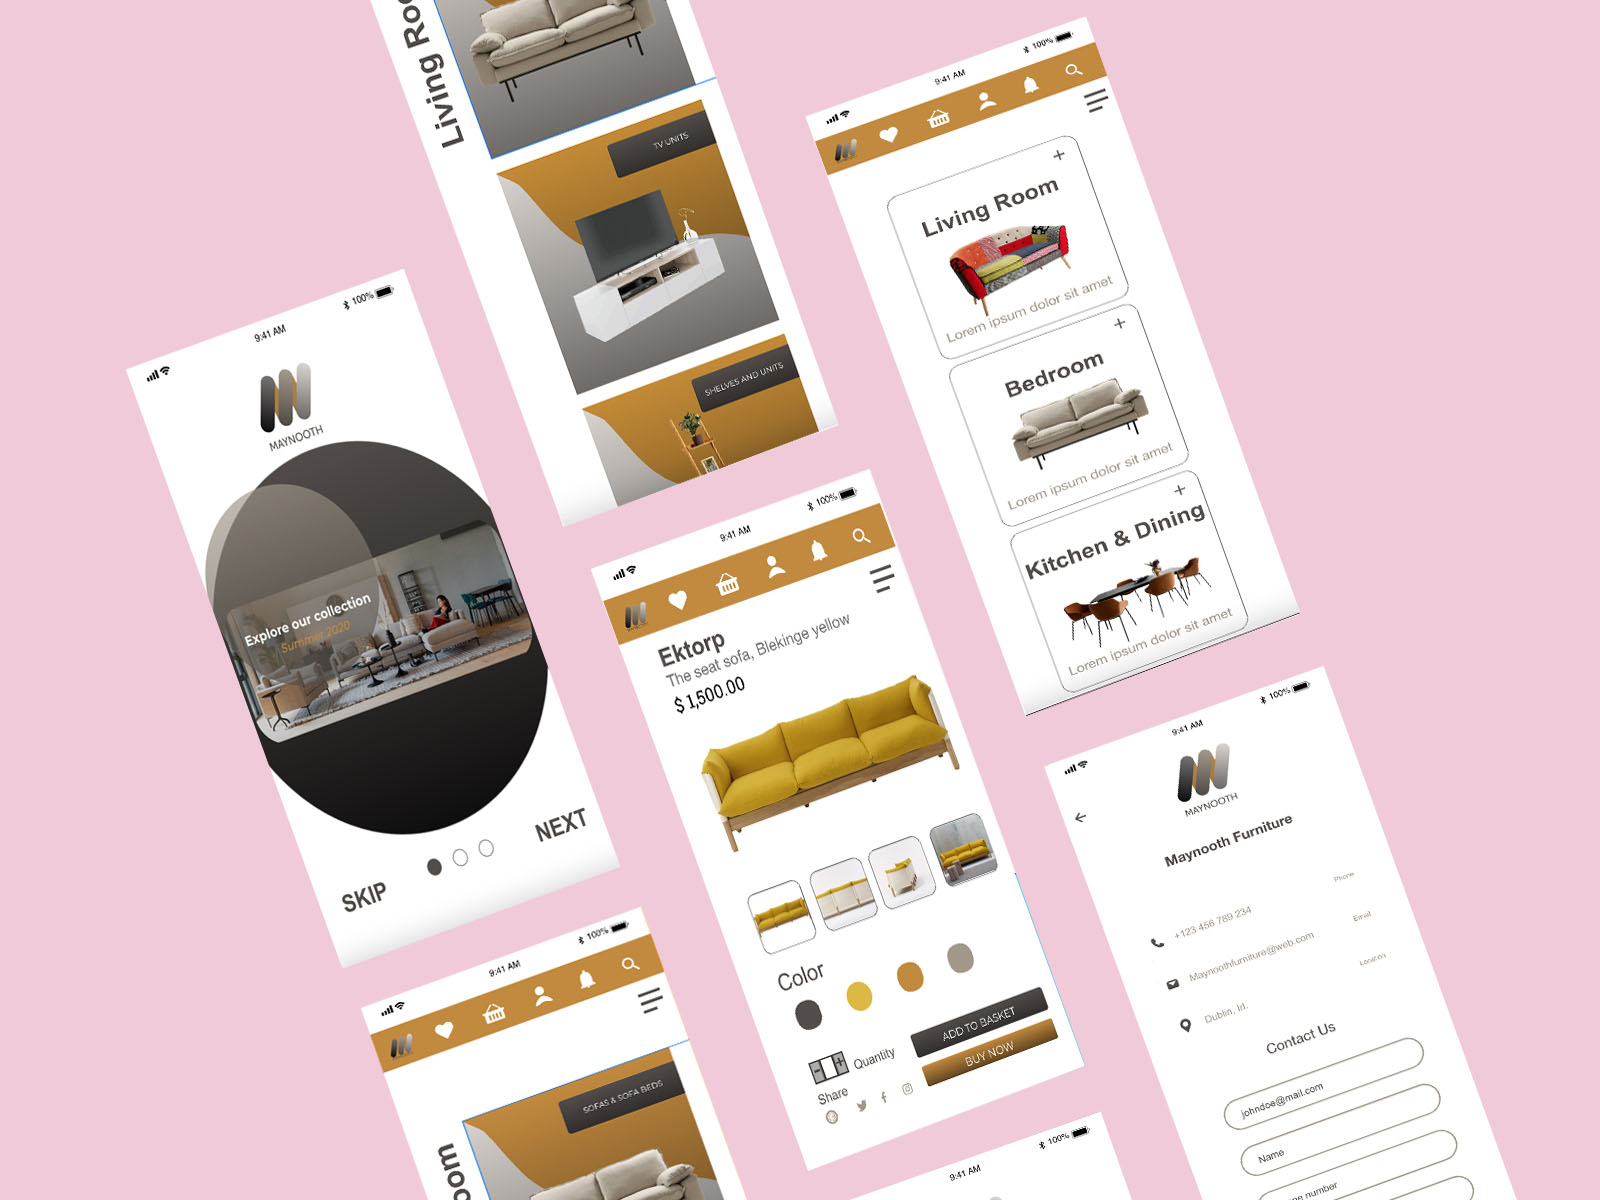 Living Roo
TV UNITS
SHELVES AND UNITS
9:41 AM
100%
Living Room
Lorem ipsum dolor sit amet
Bedroom
Lorem ipsum dolor sit amet
Kitchen & Dining
Lorem ipsum dolor sit amet
9:41 AM
100%
MAYNOOTH
Explore our collection
Summer 2020
SKIP
NEXT
9:41 AM
100%
Ektorp
The seat sofa, Blekinge yellow
$ 1,500.00
Color
Quantity
ADD TO BASKET
BUY NOW
Share
9:41 AM
100%
MAYNOOTH
Maynooth Furniture
Phone
+123 456 789 234
Email
Maynoothfurniture@web.com
Location
Dublin, Irl.
Contact Us
johndoe@mail.com
Name
ne number
9:41 AM
100%
SOFAS & SOFA BEDS
oom
9:41 AM
100%